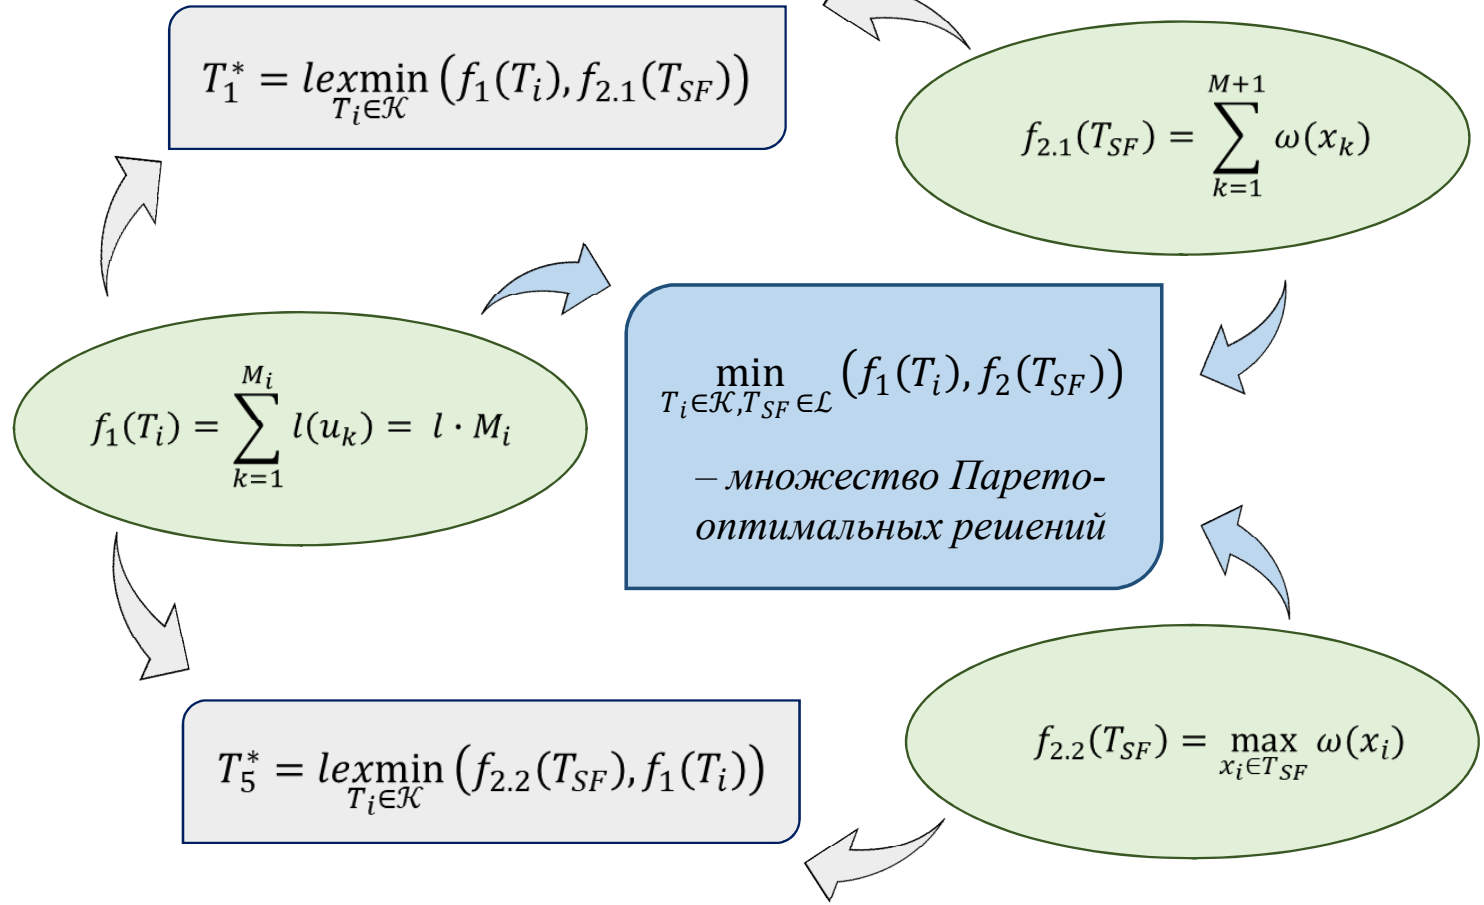 T₁* = lexmin (f₁(Tᵢ), f₂.₁(T_SF))
Tᵢ∈𝒦
M+1
f₂.₁(T_SF) = ∑ ω(xₖ)
k=1
Mᵢ
f₁(Tᵢ) = ∑ l(uₖ) = l · Mᵢ
k=1
min (f₁(Tᵢ), f₂(T_SF))
Tᵢ∈𝒦,T_SF∈ℒ
– множество Парето-
оптимальных решений
T₅* = lexmin (f₂.₂(T_SF), f₁(Tᵢ))
Tᵢ∈𝒦
f₂.₂(T_SF) = max ω(xᵢ)
xᵢ∈T_SF